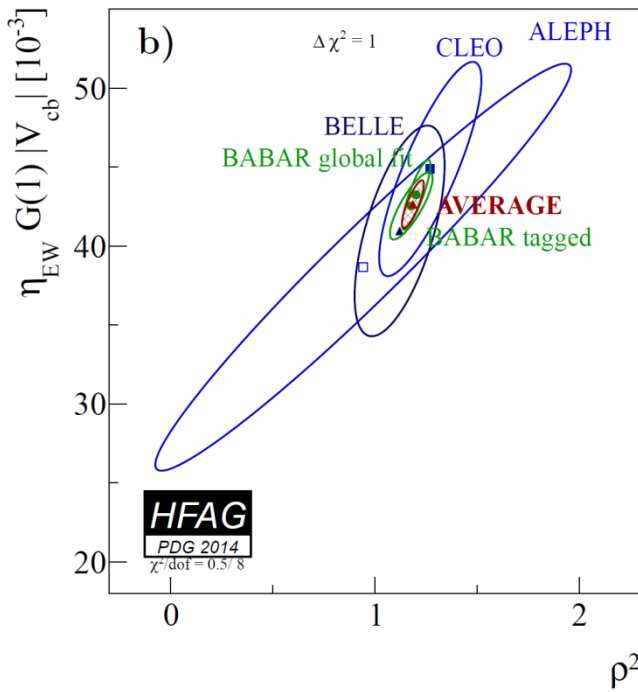 b)
Δ χ² = 1
CLEO
ALEPH
BELLE
BABAR global fit
AVERAGE
BABAR tagged
η_EW G(1) |V_cb| [10⁻³]
50
40
30
20
HFAG
PDG 2014
χ²/dof = 0.5/ 8
0
1
2
ρ²